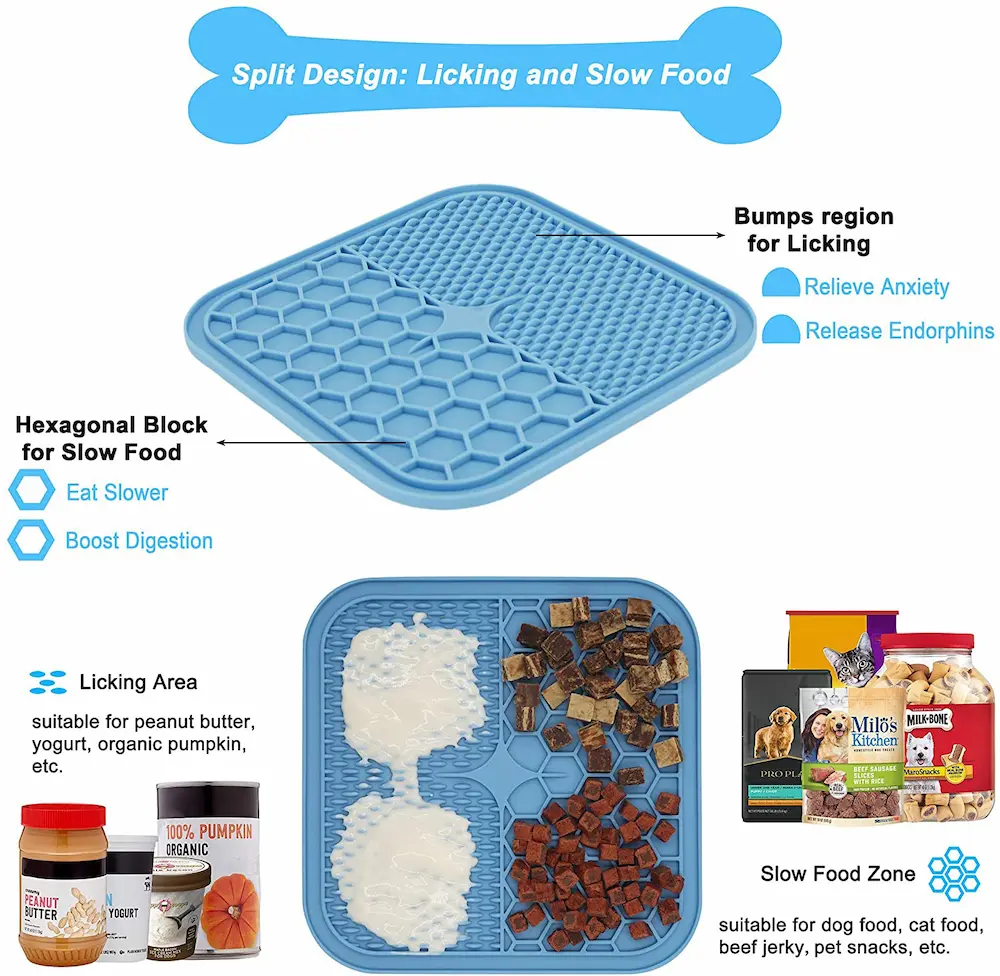 Split Design: Licking and Slow Food
Bumps region
for Licking
Relieve Anxiety
Release Endorphins
Hexagonal Block
for Slow Food
Eat Slower
Boost Digestion
Licking Area
suitable for peanut butter,
yogurt, organic pumpkin,
etc.
PEANUT
BUTTER
YOGURT
100% PUMPKIN
ORGANIC
PRO PLA
Milo's
Kitchen
BEEF SAUSAGE
SLICES
WITH RICE
MILK-BONE
MaroSnacks
Slow Food Zone
suitable for dog food, cat food,
beef jerky, pet snacks, etc.